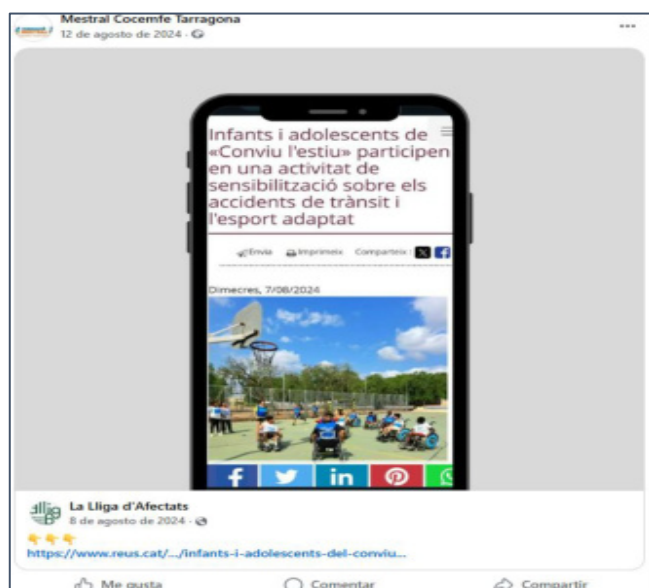 Mestral Cocemfe Tarragona
12 de agosto de 2024 ·
Infants i adolescents de
«Conviu l'estiu» participen
en una activitat de
sensibilització sobre els
accidents de trànsit i
l'esport adaptat
Envia Imprimeix Comparteix :
Dimecres, 7/08/2024
La Lliga d'Afectats
8 de agosto de 2024 ·
https://www.reus.cat/.../infants-i-adolescents-del-conviu...
Me gusta Comentar Compartir